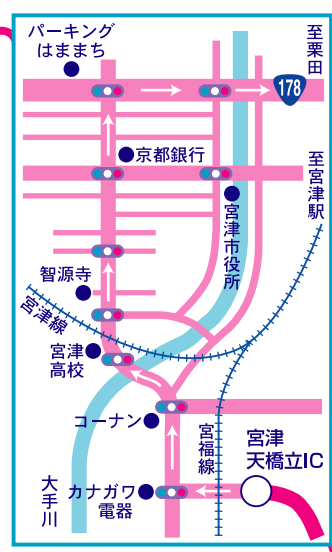 パーキング
はままち
至栗田
178
京都銀行
至宮津駅
宮津市役所
智源寺
宮津線
宮津
高校
コーナン
宮福線
宮津
天橋立IC
大手川
カナガワ
電器